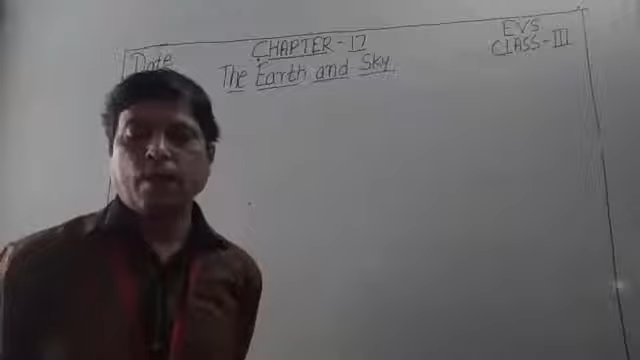 Date
CHAPTER - 17
The Earth and Sky
EVS
CLASS - III